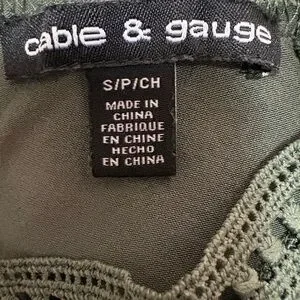 cable & gauge
S/P/CH
MADE IN
CHINA
FABRIQUE
EN CHINE
HECHO
EN CHINA